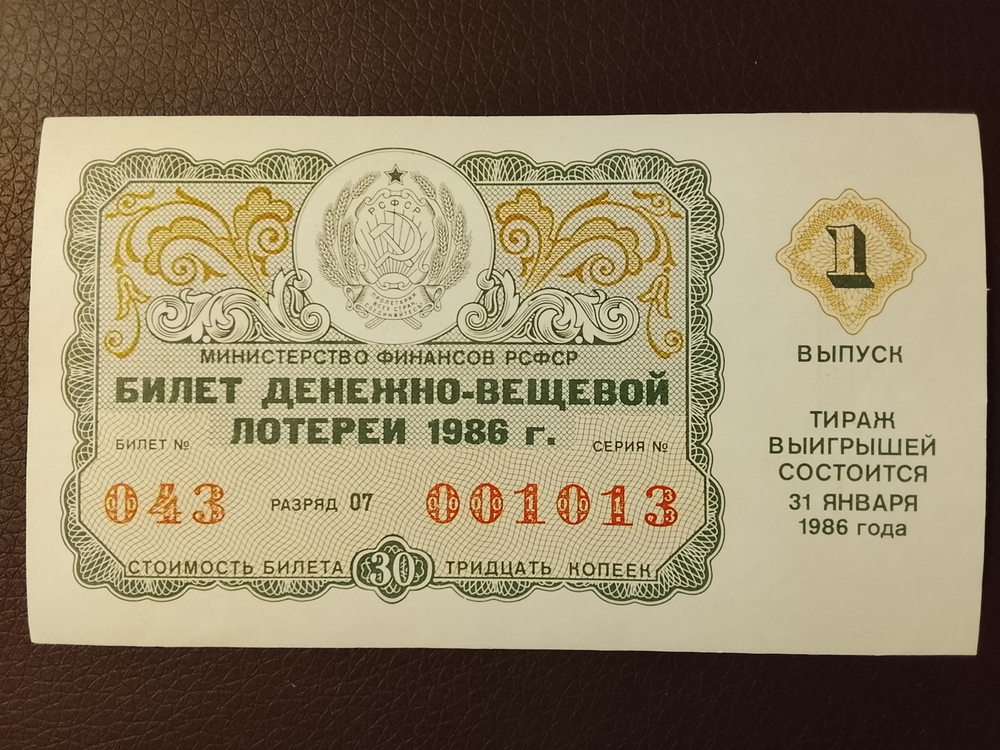 РСФСР
ПРОЛЕТАРИИ
ВСЕХ СТРАН,
СОЕДИНЯЙТЕСЬ!
МИНИСТЕРСТВО ФИНАНСОВ РСФСР
БИЛЕТ ДЕНЕЖНО-ВЕЩЕВОЙ
ЛОТЕРЕИ 1986 г.
БИЛЕТ №
СЕРИЯ №
043
РАЗРЯД 07
001013
СТОИМОСТЬ БИЛЕТА 30 ТРИДЦАТЬ КОПЕЕК
1
ВЫПУСК
ТИРАЖ
ВЫИГРЫШЕЙ
СОСТОИТСЯ
31 ЯНВАРЯ
1986 года